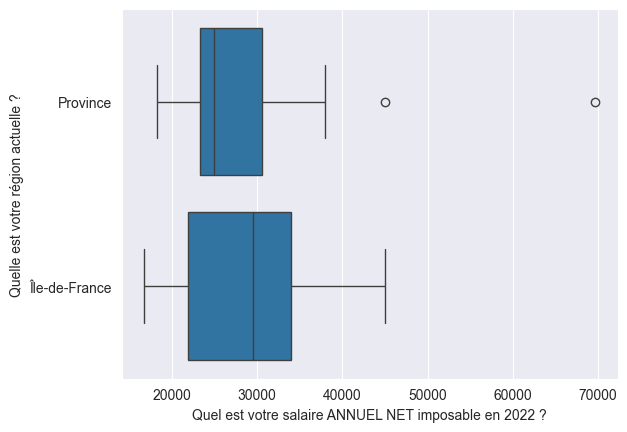 Quelle est votre région actuelle ?
Province
Île-de-France
20000 30000 40000 50000 60000 70000
Quel est votre salaire ANNUEL NET imposable en 2022 ?